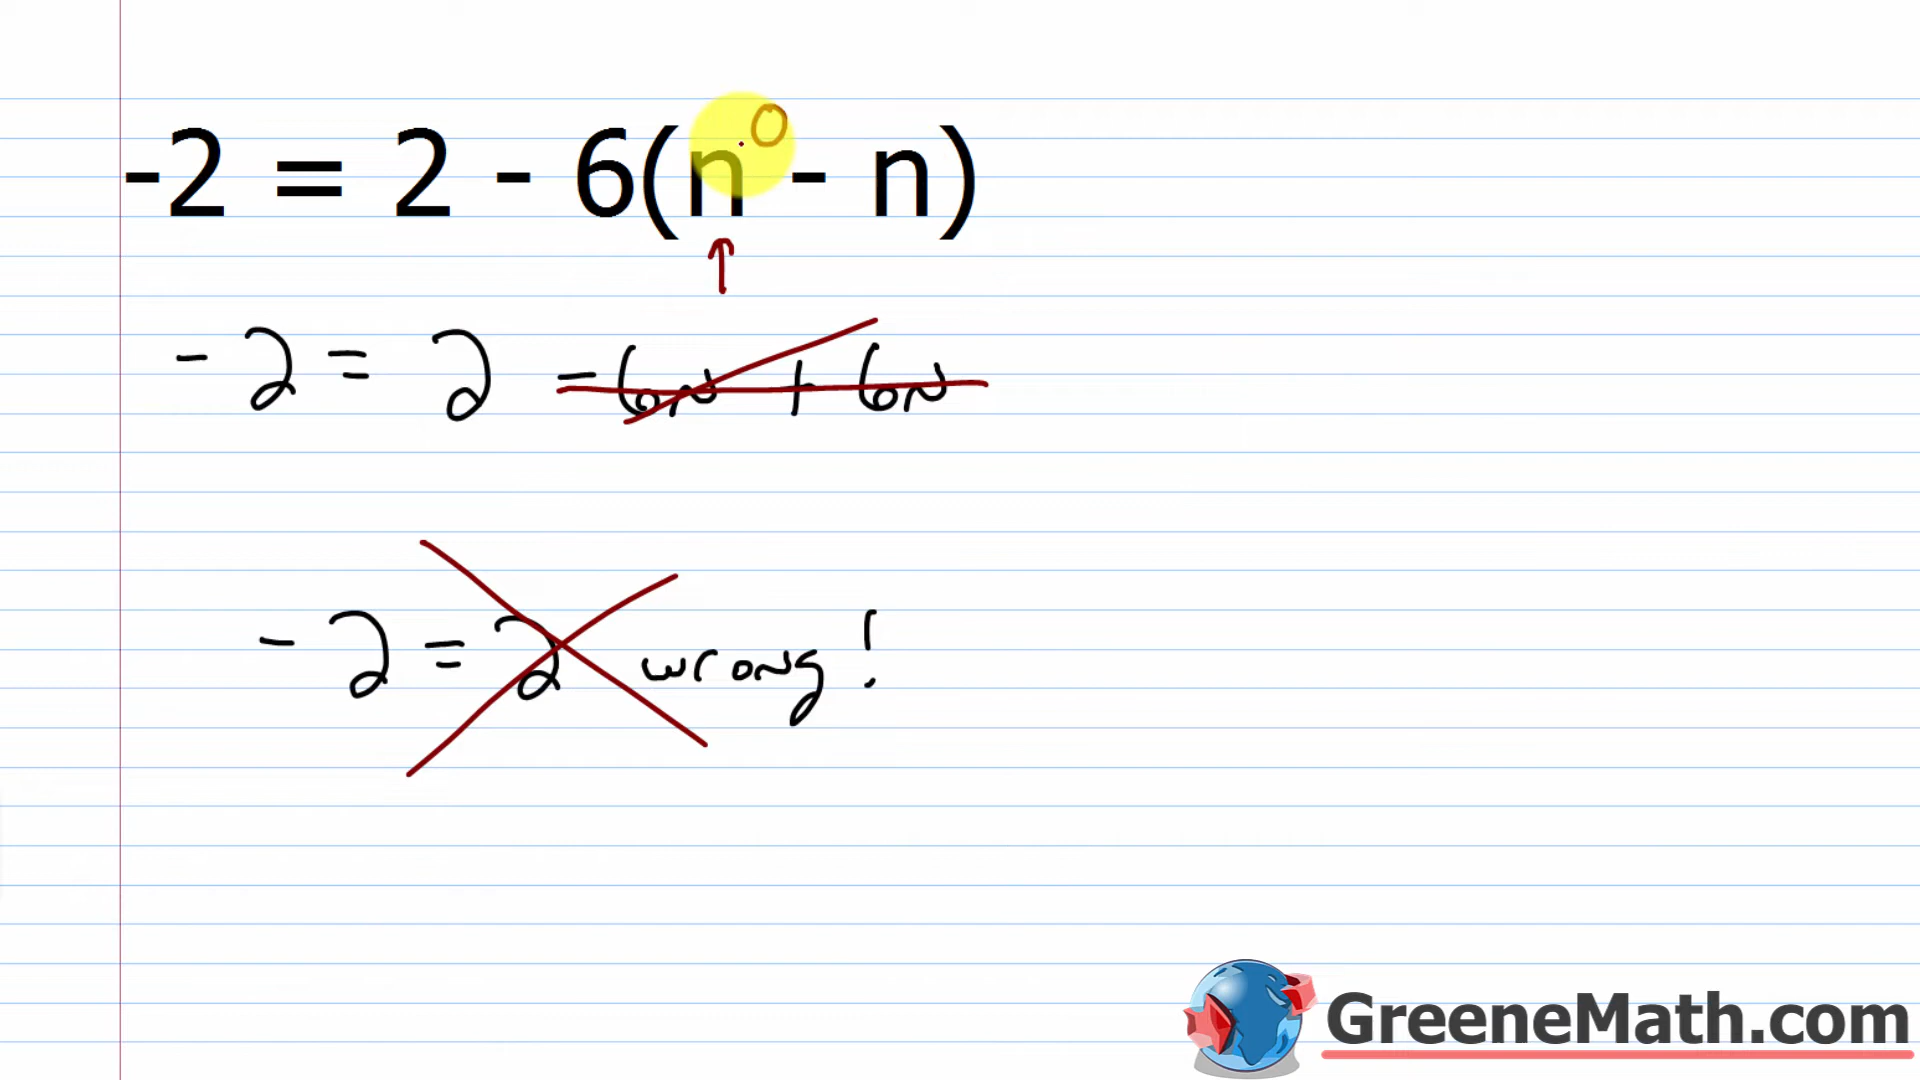 -2 = 2 - 6(n⁰ - n)
-2 = 2 - 6n + 6n
-2 = 2 wrong!
GreeneMath.com